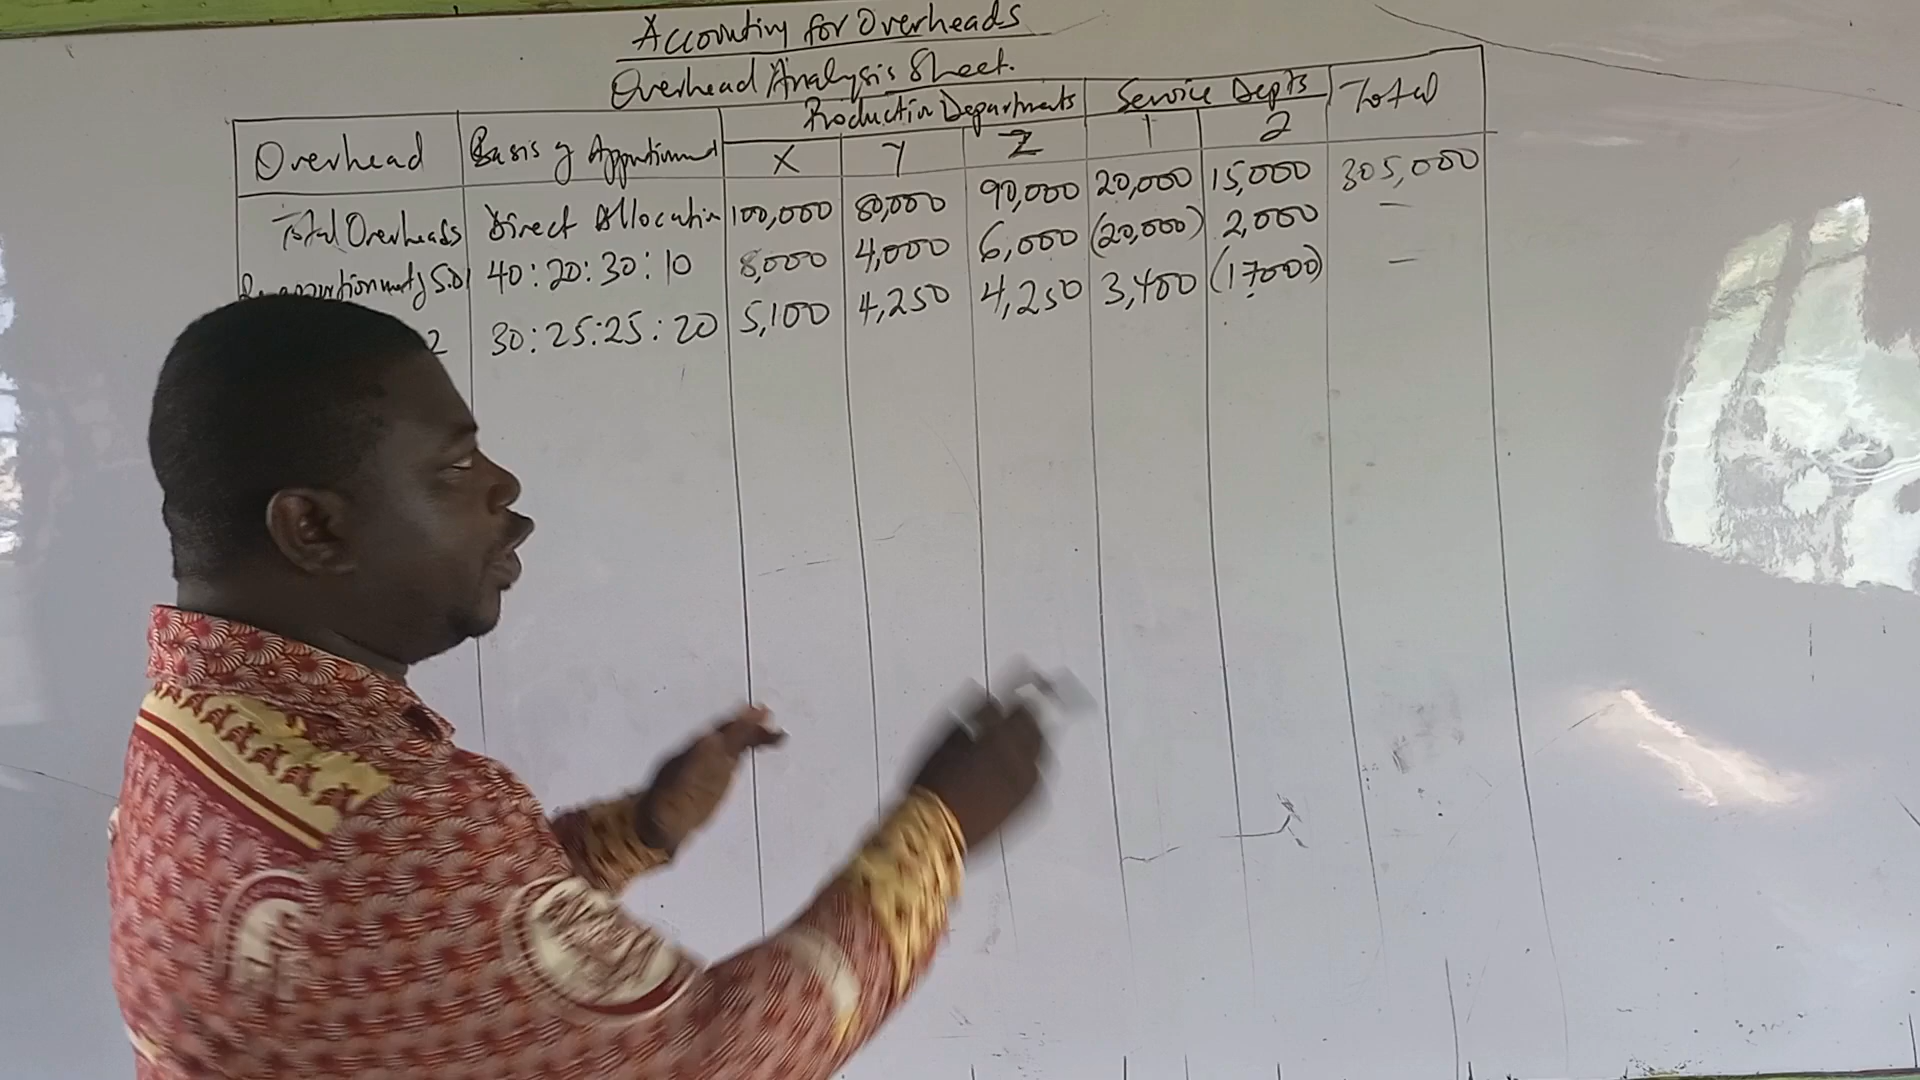 Accounting for Overheads
Overhead Analysis Sheet.
Overhead Basis of Apportionment Production Departments Service Depts Total
X Y Z 1 2
Total Overheads Direct Allocation 100,000 80,000 90,000 20,000 15,000 305,000
40:20:30:10 8,000 4,000 6,000 (20,000) 2,000 –
2 30:25:25:20 5,100 4,250 4,250 3,400 (17000) –